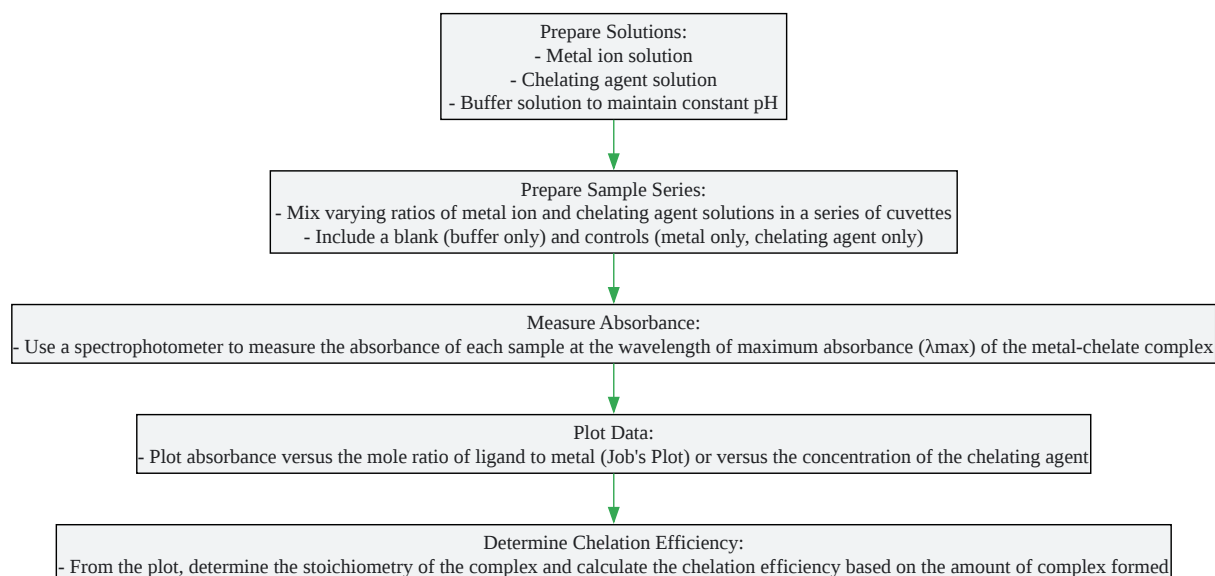 Prepare Solutions:
- Metal ion solution
- Chelating agent solution
- Buffer solution to maintain constant pH
Prepare Sample Series:
- Mix varying ratios of metal ion and chelating agent solutions in a series of cuvettes
- Include a blank (buffer only) and controls (metal only, chelating agent only)
Measure Absorbance:
- Use a spectrophotometer to measure the absorbance of each sample at the wavelength of maximum absorbance (λmax) of the metal-chelate complex
Plot Data:
- Plot absorbance versus the mole ratio of ligand to metal (Job's Plot) or versus the concentration of the chelating agent
Determine Chelation Efficiency:
- From the plot, determine the stoichiometry of the complex and calculate the chelation efficiency based on the amount of complex formed